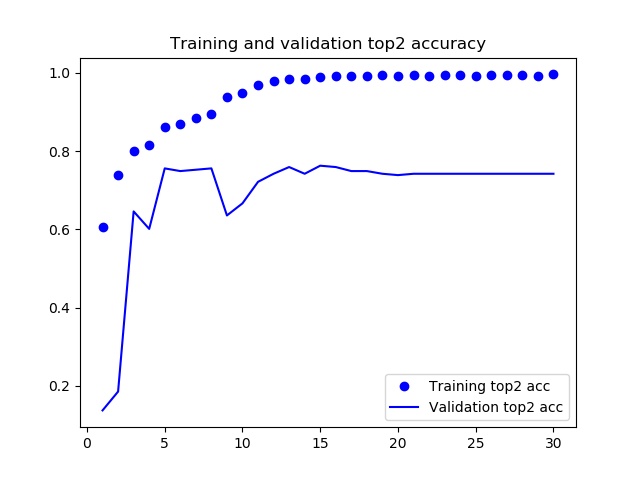 Training and validation top2 accuracy
1.0
0.8
0.6
0.4
0.2
0 5 10 15 20 25 30
Training top2 acc
Validation top2 acc